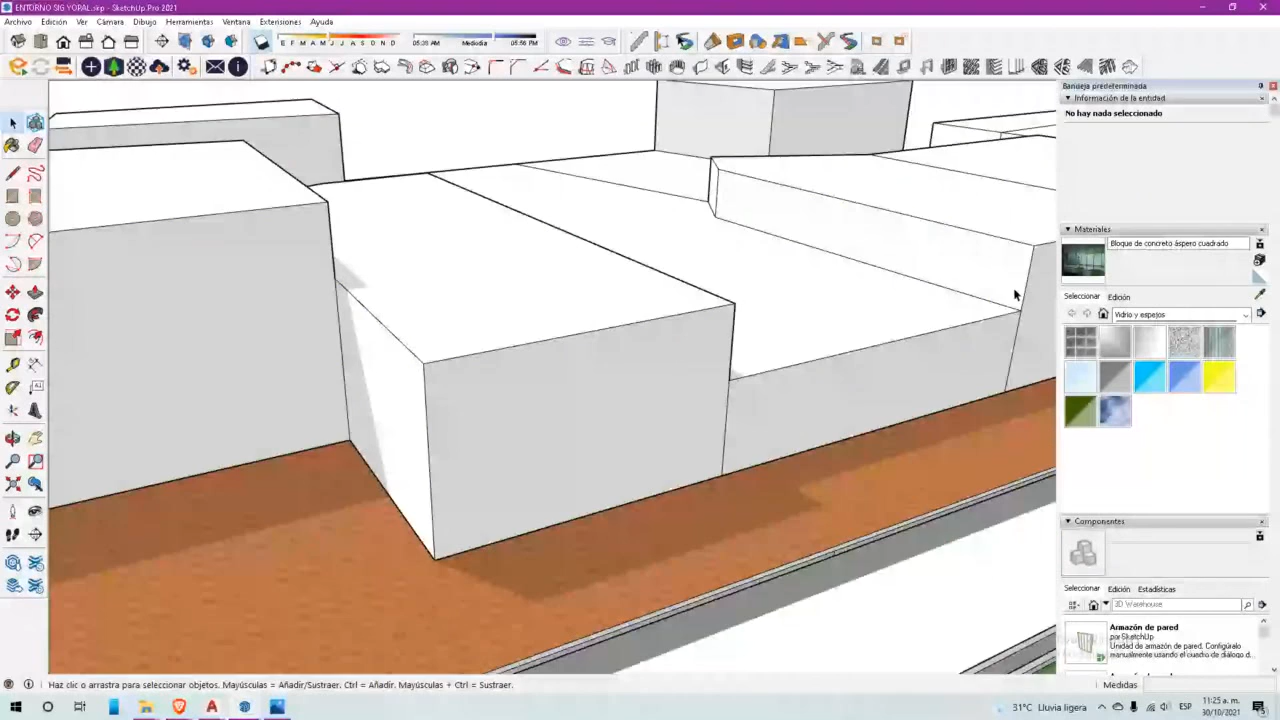 ENTORNO SIG YORAL.skp - SketchUp Pro 2021
Archivo Edición Ver Cámara Dibujo Herramientas Ventana Extensiones Ayuda
E F M A M J J A S O N D
05:39 AM Mediodía 05:56 PM
Bandeja predeterminada
Información de la entidad
No hay nada seleccionado
Materiales
Bloque de concreto áspero cuadrado
Seleccionar Edición
Vidrio y espejos
Componentes
Seleccionar Edición Estadísticas
3D Warehouse
Armazón de pared
por SketchUp
Unidad de armazón de pared. Configúralo
manualmente usando el cuadro de diálogo d...
Haz clic o arrastra para seleccionar objetos. Mayúsculas = Añadir/Sustraer. Ctrl = Añadir. Mayúsculas + Ctrl = Sustraer.
Medidas
31°C Lluvia ligera
ESP
11:25 a. m.
30/10/2021